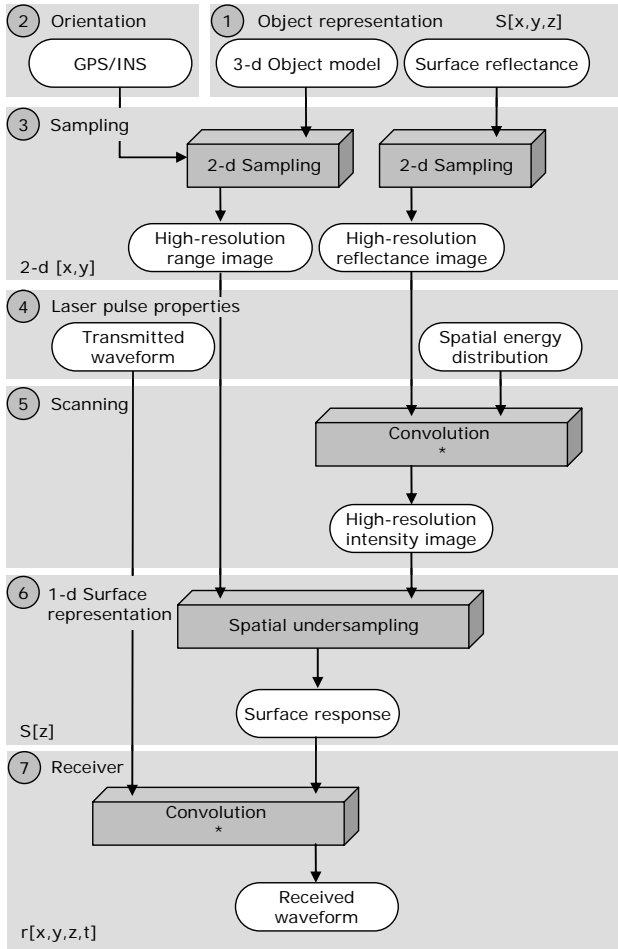 2 Orientation
GPS/INS
1 Object representation S[x,y,z]
3-d Object model
Surface reflectance
3 Sampling
2-d Sampling
2-d Sampling
High-resolution
range image
High-resolution
reflectance image
2-d [x,y]
4 Laser pulse properties
Transmitted
waveform
Spatial energy
distribution
5 Scanning
Convolution
*
High-resolution
intensity image
6 1-d Surface
representation
Spatial undersampling
Surface response
S[z]
7 Receiver
Convolution
*
Received
waveform
r[x,y,z,t]